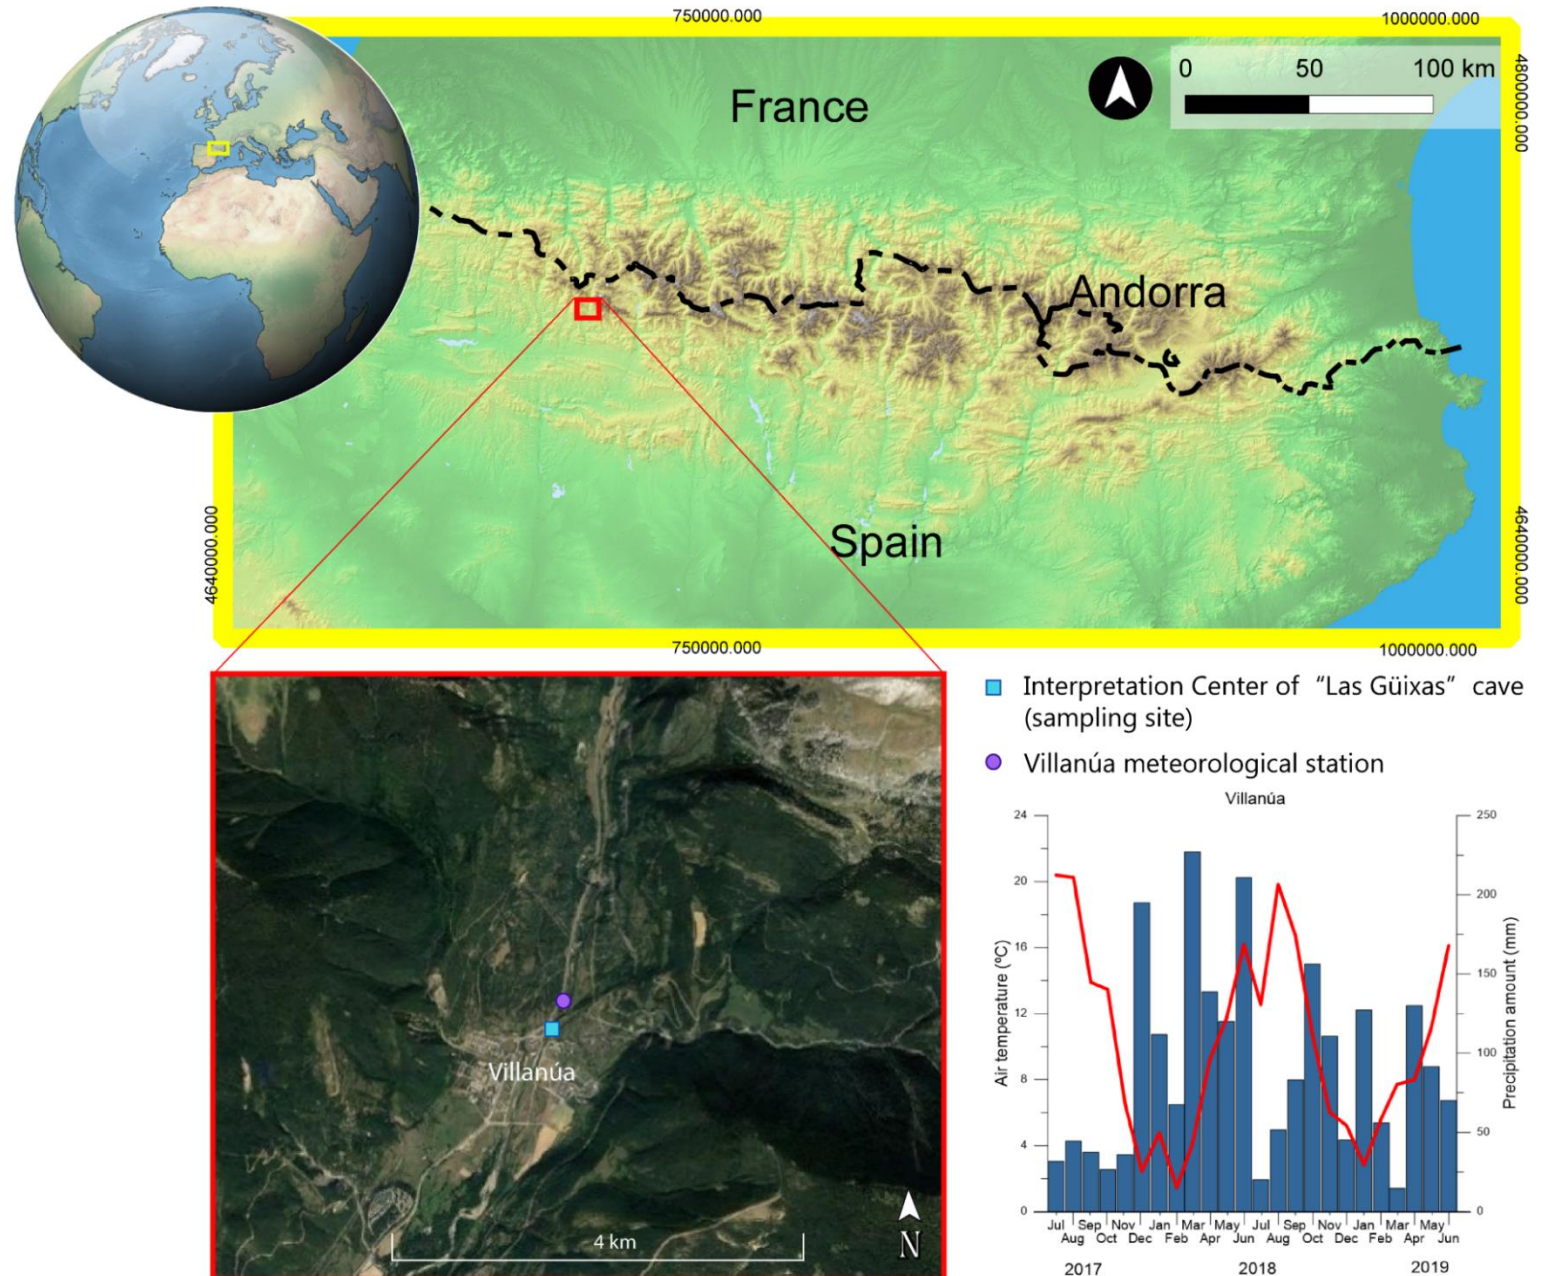 750000.000
1000000.000
0 50 100 km
4800000.000
France
Andorra
Spain
4640000.000
4640000.000
750000.000
1000000.000
Interpretation Center of “Las Güixas” cave
(sampling site)
Villanúa meteorological station
Villanúa
4 km
N
Villanúa
Air temperature (ºC)
24
20
16
12
8
4
0
Precipitation amount (mm)
250
200
150
100
50
0
Jul Sep Nov Jan Mar May Jul Sep Nov Jan Mar May
Aug Oct Dec Feb Apr Jun Aug Oct Dec Feb Apr Jun
2017 2018 2019